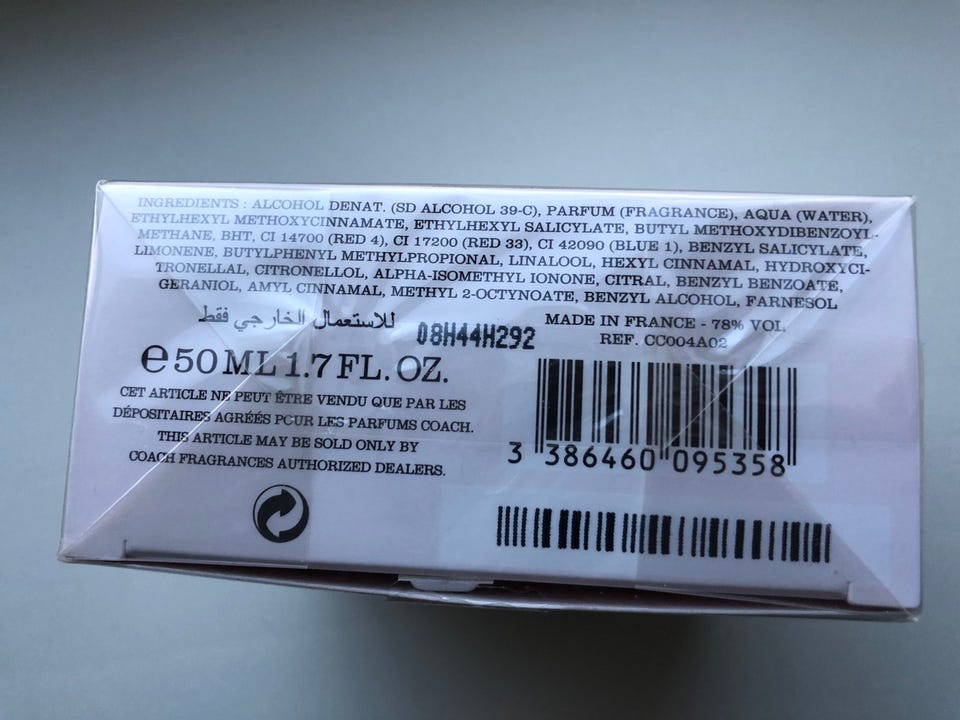 INGREDIENTS : ALCOHOL DENAT. (SD ALCOHOL 39-C), PARFUM (FRAGRANCE), AQUA (WATER),
ETHYLHEXYL METHOXYCINNAMATE, ETHYLHEXYL SALICYLATE, BUTYL METHOXYDIBENZOYL-
METHANE, BHT, CI 14700 (RED 4), CI 17200 (RED 33), CI 42090 (BLUE 1), BENZYL SALICYLATE,
LIMONENE, BUTYLPHENYL METHYLPROPIONAL, LINALOOL, HEXYL CINNAMAL, HYDROXYCI-
TRONELLAL, CITRONELLOL, ALPHA-ISOMETHYL IONONE, CITRAL, BENZYL BENZOATE,
GERANIOL, AMYL CINNAMAL, METHYL 2-OCTYNOATE, BENZYL ALCOHOL, FARNESOL
للاستعمال الخارجي فقط
08H44H292
MADE IN FRANCE - 78% VOL.
REF. CC004A02
e 50 ML 1.7 FL. OZ.
CET ARTICLE NE PEUT ÊTRE VENDU QUE PAR LES
DÉPOSITAIRES AGRÉÉS POUR LES PARFUMS COACH.
THIS ARTICLE MAY BE SOLD ONLY BY
COACH FRAGRANCES AUTHORIZED DEALERS.
3 386460 095358